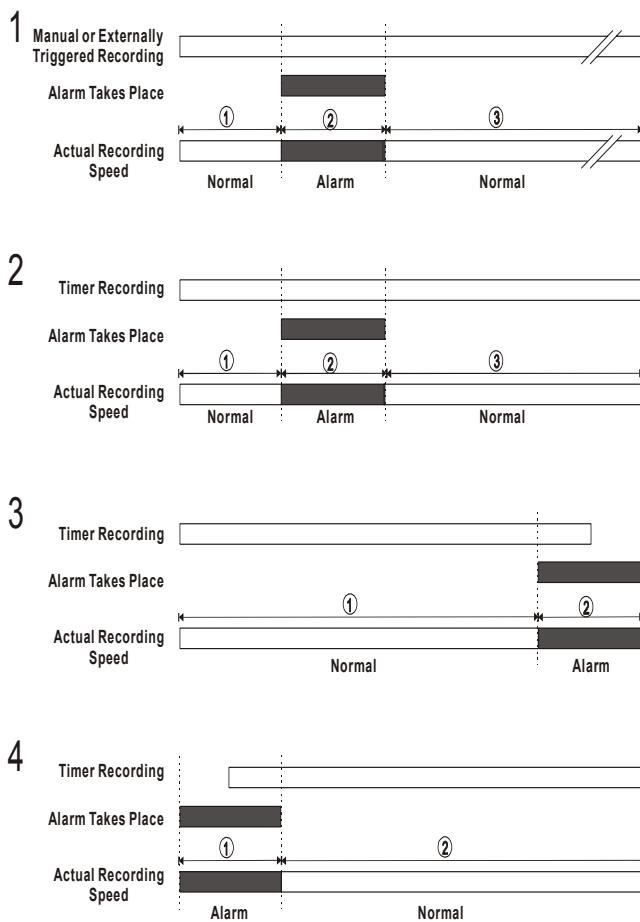 1
Manual or Externally
Triggered Recording
Alarm Takes Place
① ② ③
Actual Recording
Speed
Normal Alarm Normal
2
Timer Recording
Alarm Takes Place
① ② ③
Actual Recording
Speed
Normal Alarm Normal
3
Timer Recording
Alarm Takes Place
① ②
Actual Recording
Speed
Normal Alarm
4
Timer Recording
Alarm Takes Place
① ②
Actual Recording
Speed
Alarm Normal